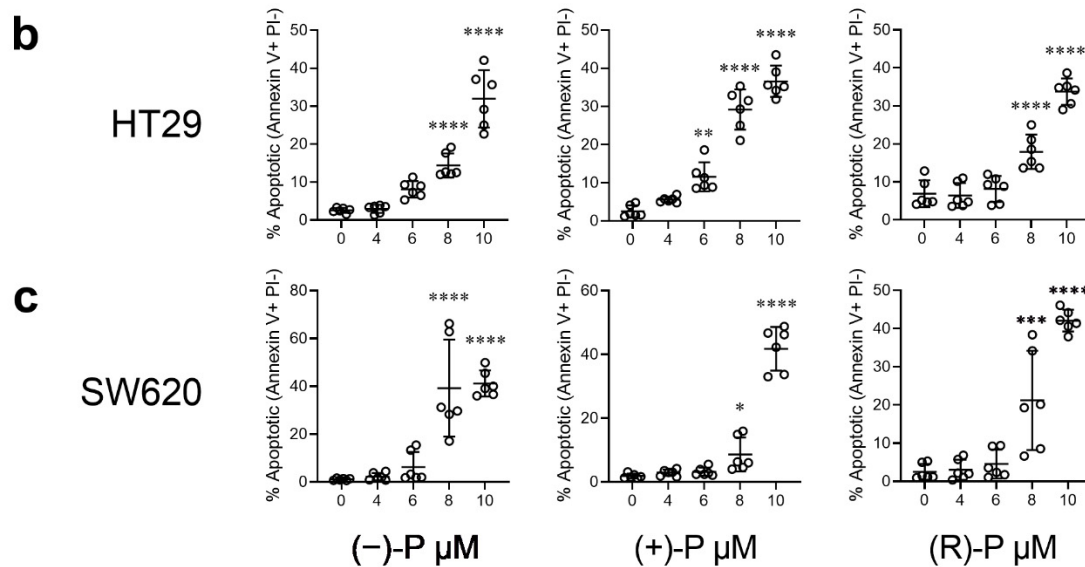 b
HT29
% Apoptotic (Annexin V+ PI-)
50
40
30
20
10
0
0 4 6 8 10
**** ****
% Apoptotic (Annexin V+ PI-)
50
40
30
20
10
0
0 4 6 8 10
** **** ****
% Apoptotic (Annexin V+ PI-)
50
40
30
20
10
0
0 4 6 8 10
**** ****
c
SW620
% Apoptotic (Annexin V+ PI-)
80
60
40
20
0
0 4 6 8 10
**** ****
(−)-P µM
% Apoptotic (Annexin V+ PI-)
60
40
20
0
0 4 6 8 10
* ****
(+)-P µM
% Apoptotic (Annexin V+ PI-)
50
40
30
20
10
0
0 4 6 8 10
*** ****
(R)-P µM